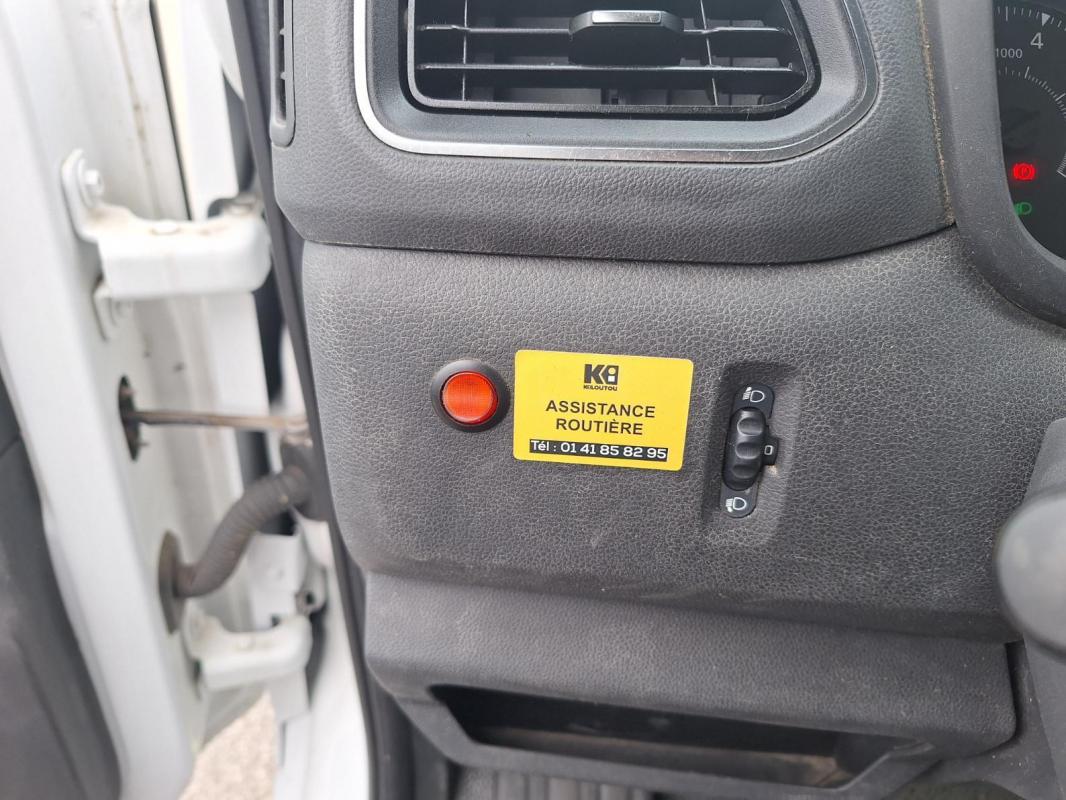 4
1000
KILOUTOU
ASSISTANCE
ROUTIÈRE
Tél : 01 41 85 82 95